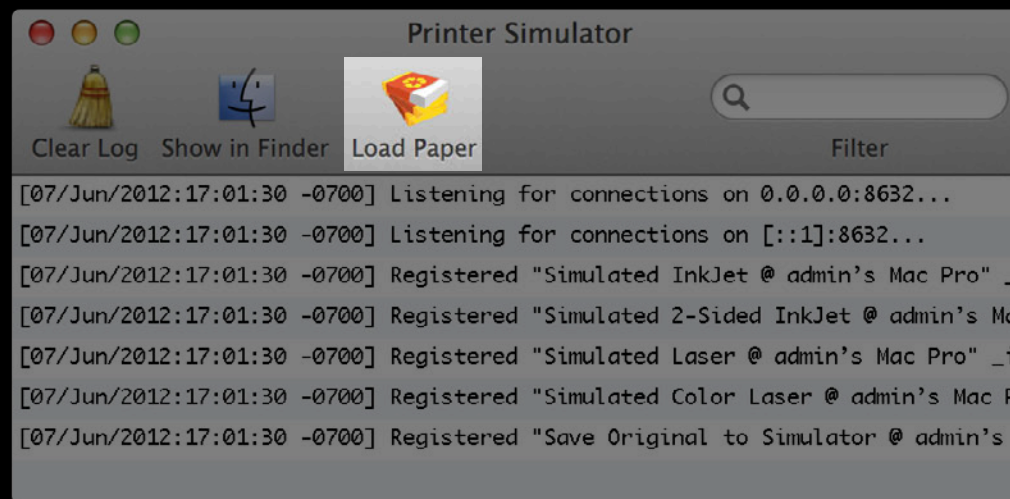 Printer Simulator
Clear Log Show in Finder Load Paper Filter
[07/Jun/2012:17:01:30 -0700] Listening for connections on 0.0.0.0:8632...
[07/Jun/2012:17:01:30 -0700] Listening for connections on [::1]:8632...
[07/Jun/2012:17:01:30 -0700] Registered "Simulated InkJet @ admin’s Mac Pro" _
[07/Jun/2012:17:01:30 -0700] Registered "Simulated 2-Sided InkJet @ admin’s
[07/Jun/2012:17:01:30 -0700] Registered "Simulated Laser @ admin’s Mac Pro"
[07/Jun/2012:17:01:30 -0700] Registered "Simulated Color Laser @ admin’s Mac
[07/Jun/2012:17:01:30 -0700] Registered "Save Original to Simulator @ admin’s